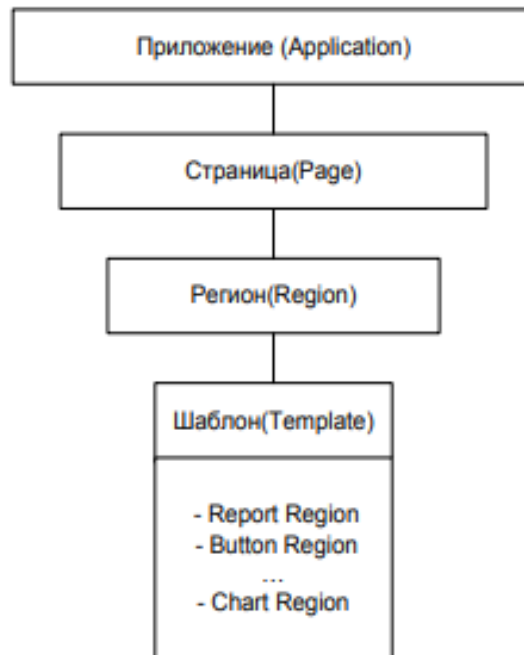 Приложение (Application)
Страница(Page)
Регион(Region)
Шаблон(Template)
- Report Region
- Button Region
...
- Chart Region